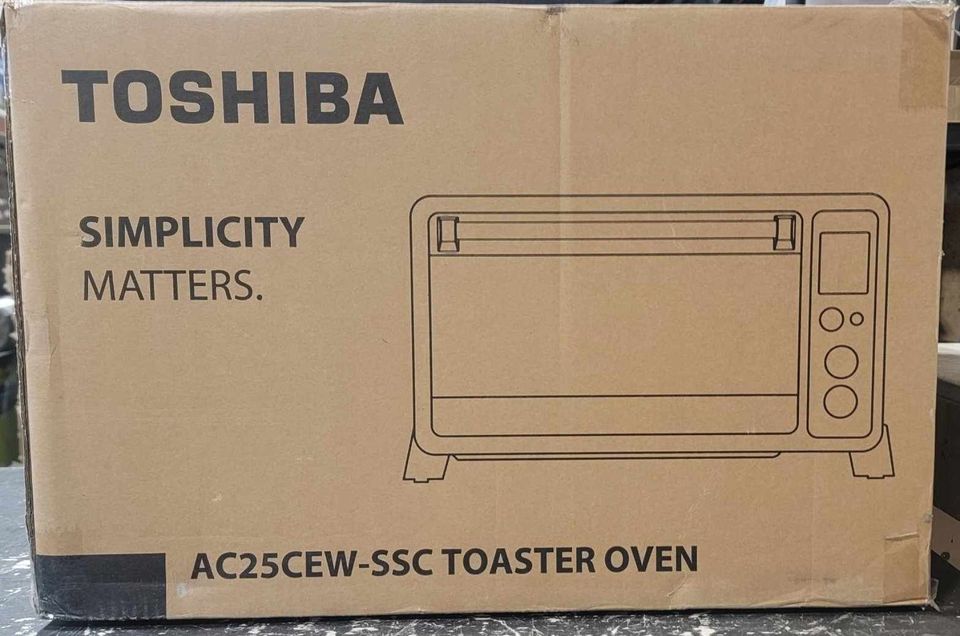 TOSHIBA
SIMPLICITY
MATTERS.
AC25CEW-SSC TOASTER OVEN